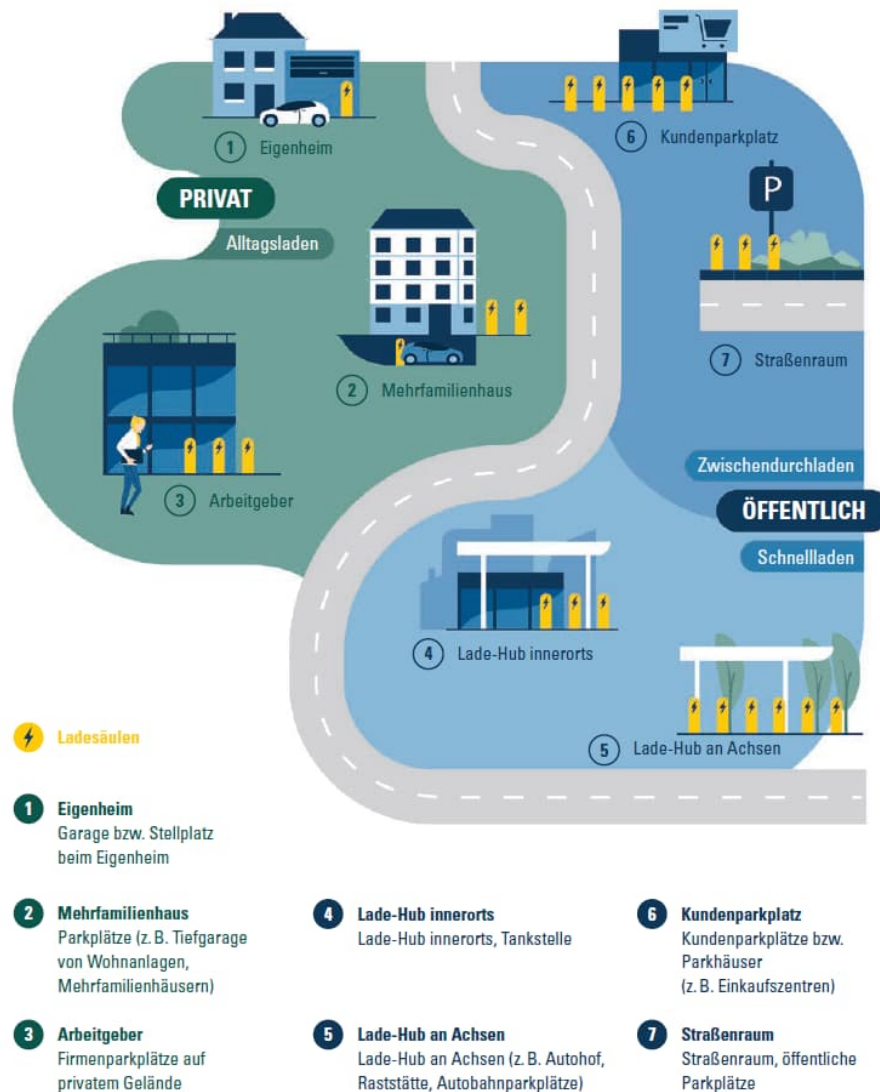 6 Kundenparkplatz
1 Eigenheim
PRIVAT
P
Alltagsladen
7 Straßenraum
2 Mehrfamilienhaus
Zwischendurchladen
3 Arbeitgeber
ÖFFENTLICH
Schnellladen
4 Lade-Hub innerorts
Ladesäulen
5 Lade-Hub an Achsen
1 Eigenheim
Garage bzw. Stellplatz
beim Eigenheim
2 Mehrfamilienhaus
Parkplätze (z. B. Tiefgarage
von Wohnanlagen,
Mehrfamilienhäusern)
3 Arbeitgeber
Firmenparkplätze auf
privatem Gelände
4 Lade-Hub innerorts
Lade-Hub innerorts, Tankstelle
5 Lade-Hub an Achsen
Lade-Hub an Achsen (z. B. Autohof,
Raststätte, Autobahnparkplätze)
6 Kundenparkplatz
Kundenparkplätze bzw.
Parkhäuser
(z. B. Einkaufszentren)
7 Straßenraum
Straßenraum, öffentliche
Parkplätze